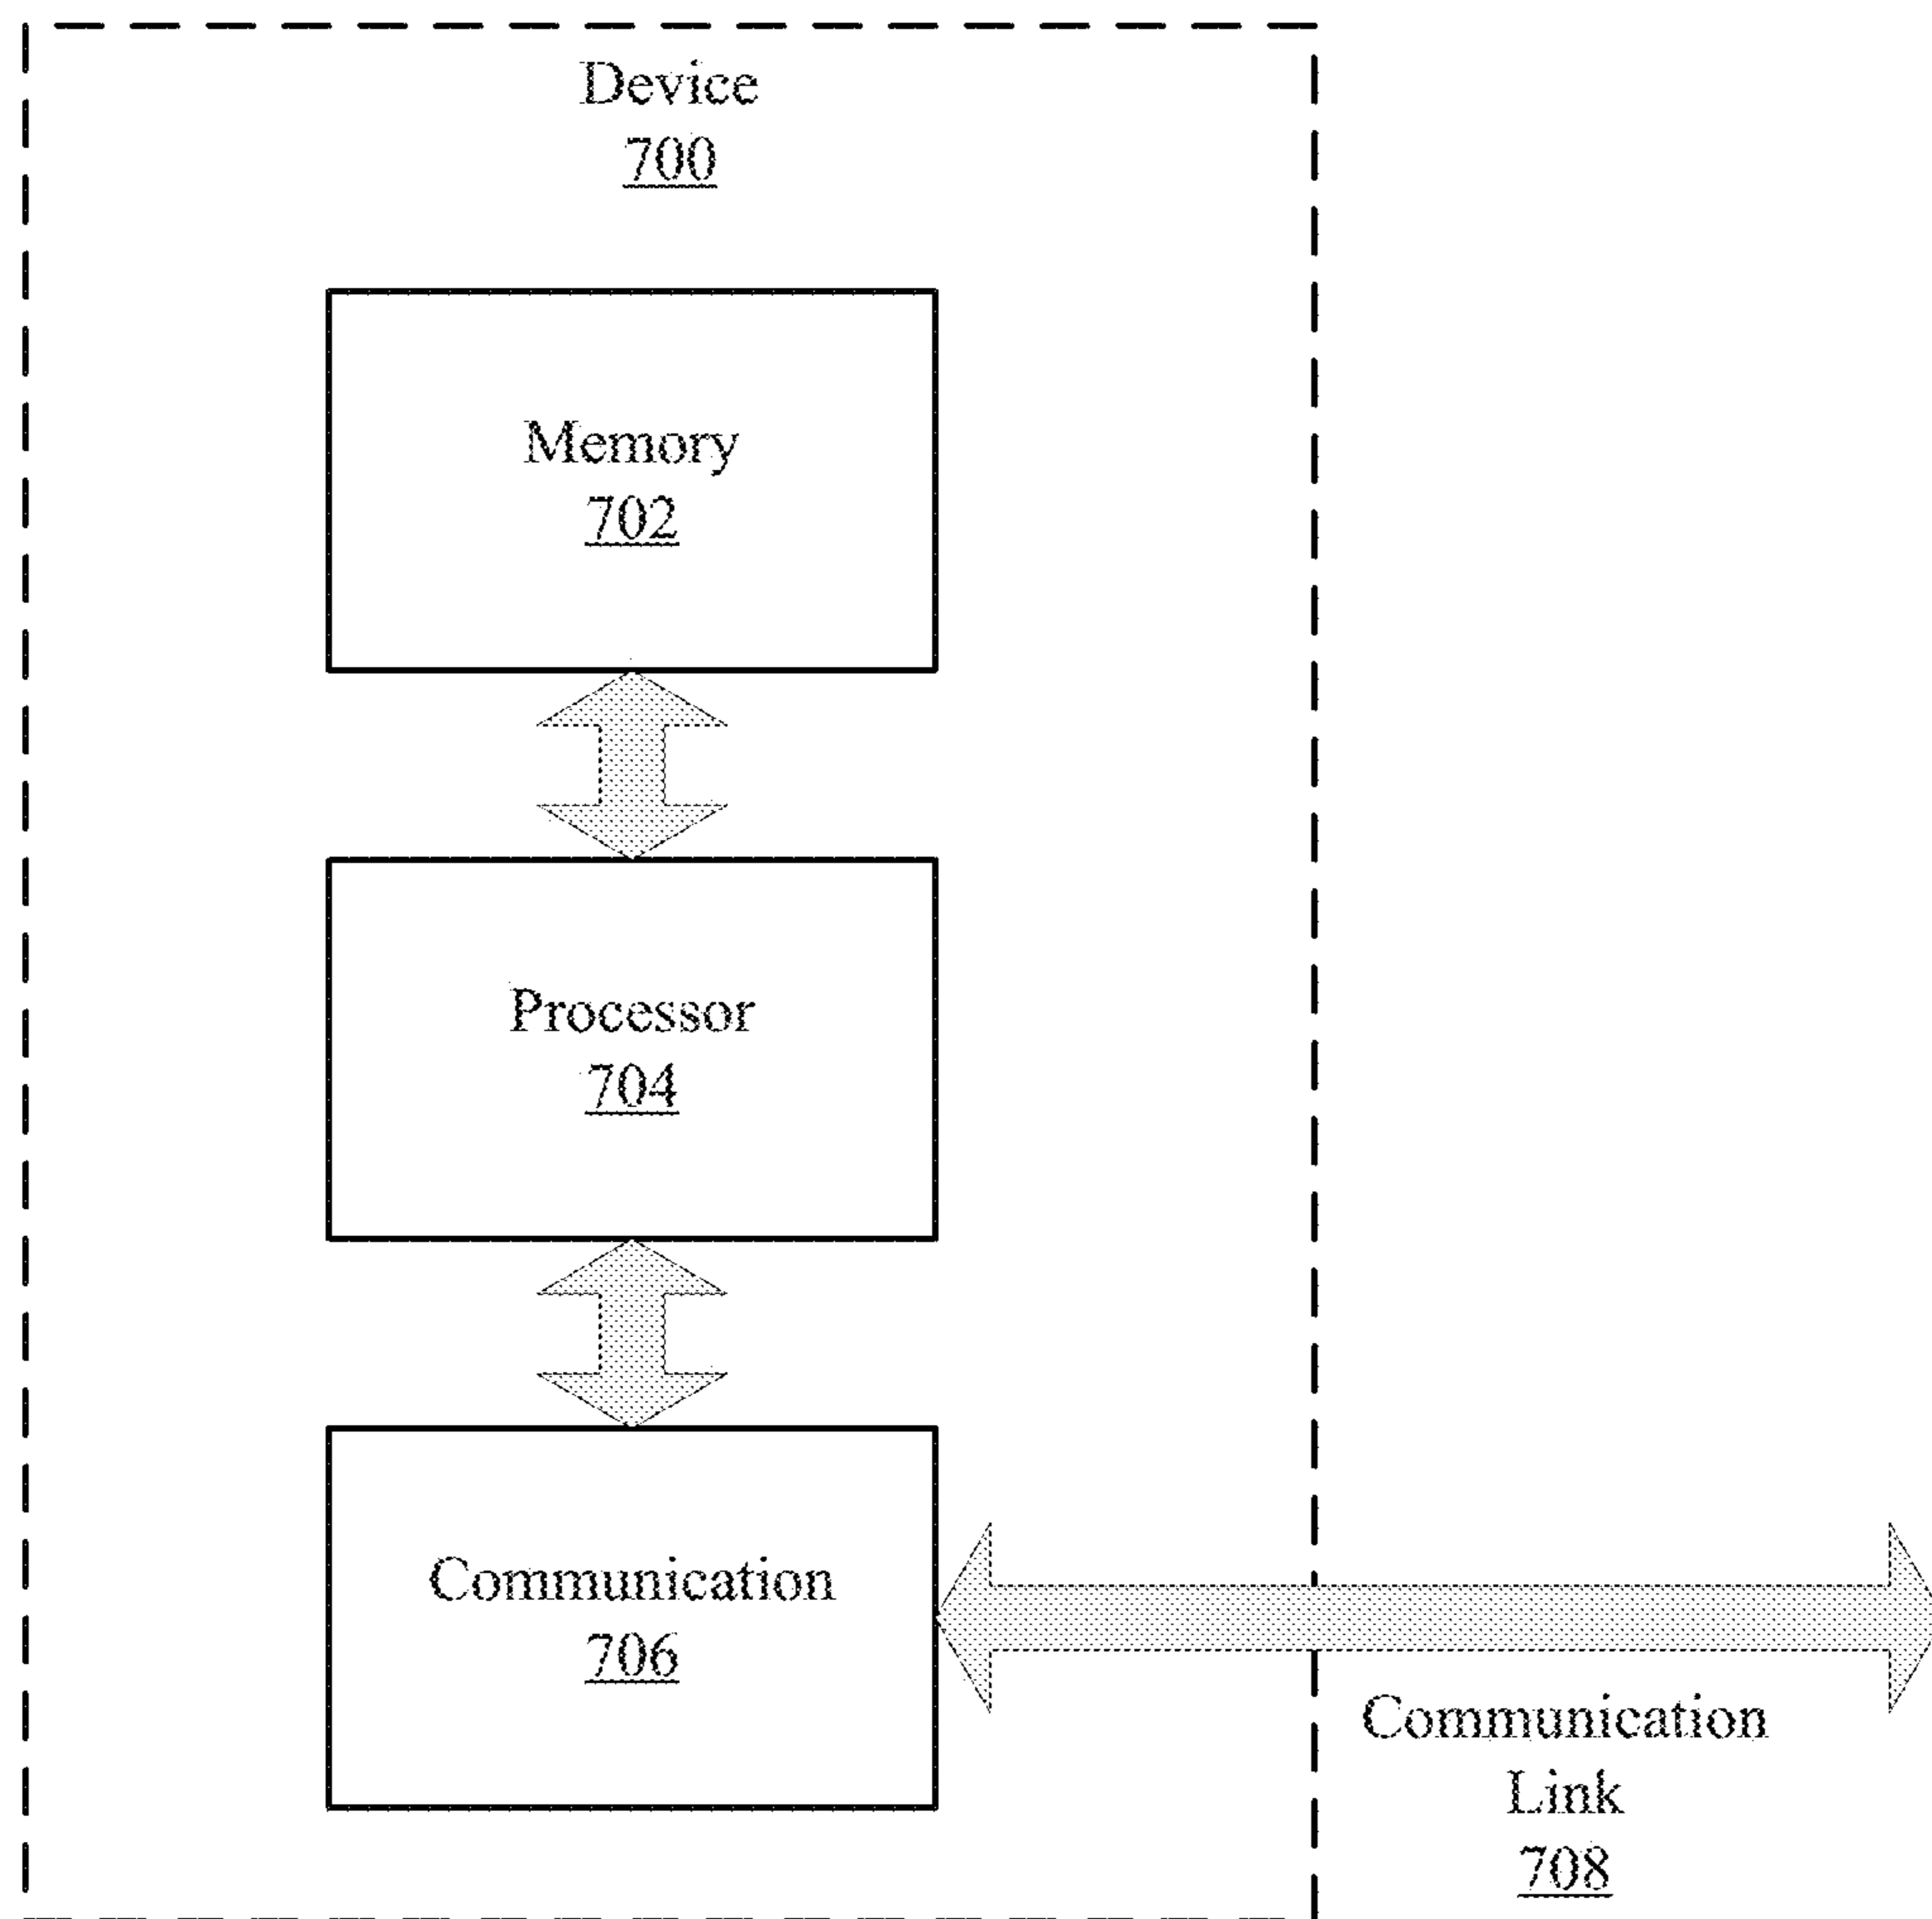 Device
700
Memory
702
Processor
704
Communication
706
Communication
Link
708